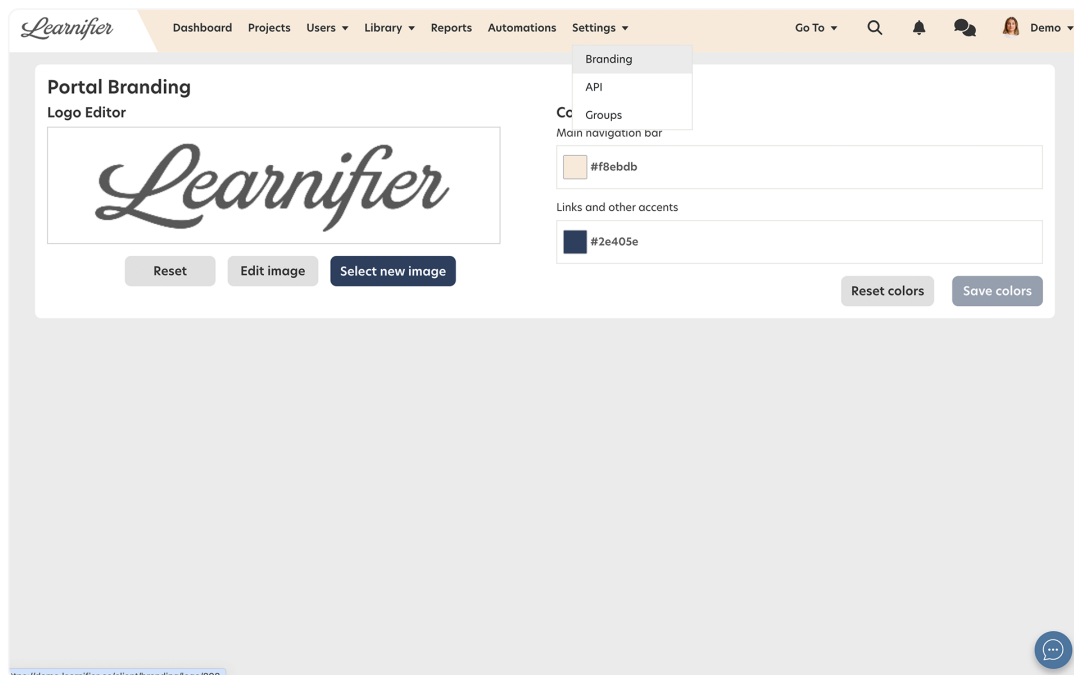 Learnifier
Dashboard Projects Users Library Reports Automations Settings Go To Demo
Branding
API
Groups
Portal Branding
Logo Editor
Learnifier
Main navigation bar
#f8ebdb
Links and other accents
#2e405e
Reset Edit image Select new image
Reset colors Save colors